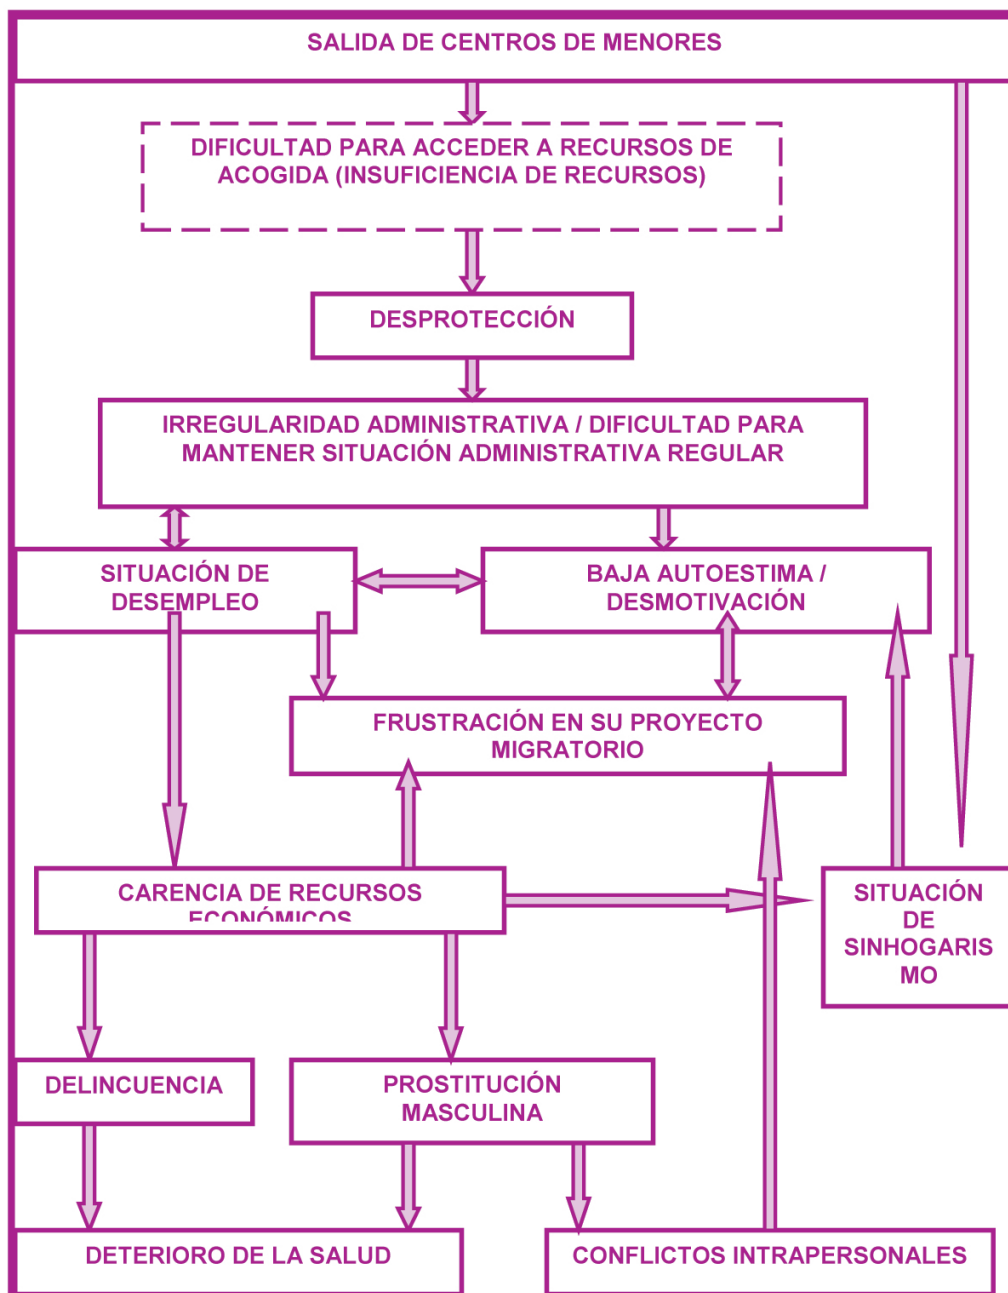 SALIDA DE CENTROS DE MENORES
DIFICULTAD PARA ACCEDER A RECURSOS DE
ACOGIDA (INSUFICIENCIA DE RECURSOS)
DESPROTECCIÓN
IRREGULARIDAD ADMINISTRATIVA / DIFICULTAD PARA
MANTENER SITUACIÓN ADMINISTRATIVA REGULAR
SITUACIÓN DE
DESEMPLEO
BAJA AUTOESTIMA /
DESMOTIVACIÓN
FRUSTRACIÓN EN SU PROYECTO
MIGRATORIO
CARENCIA DE RECURSOS
ECONÓMICOS
SITUACIÓN
DE
SINHOGARIS
MO
DELINCUENCIA
PROSTITUCIÓN
MASCULINA
DETERIORO DE LA SALUD
CONFLICTOS INTRAPERSONALES